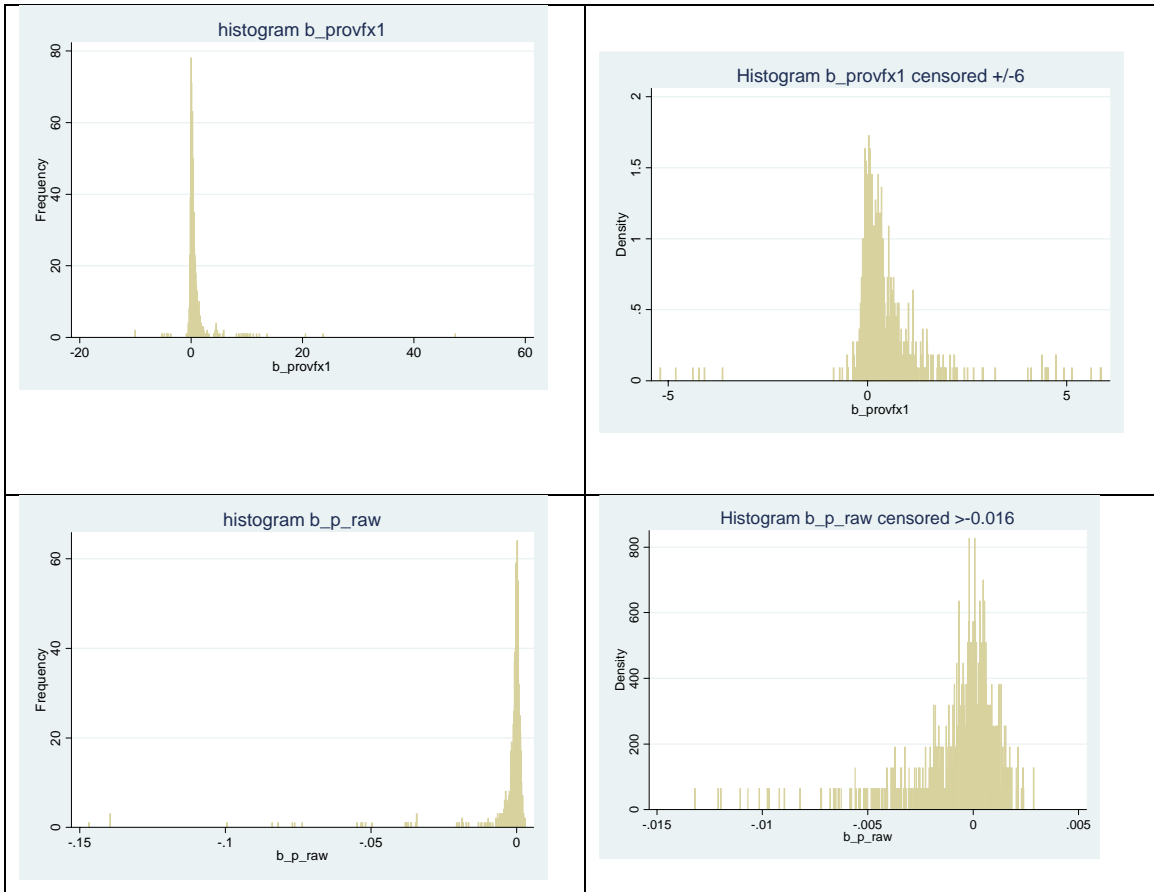 histogram b_provfx1
80
60
40
20
0
Frequency
-20 0 20 40 60
b_provfx1
Histogram b_provfx1 censored +/-6
2
1.5
1
.5
0
Density
-5 0 5
b_provfx1
histogram b_p_raw
60
40
20
0
Frequency
-.15 -.1 -.05 0
b_p_raw
Histogram b_p_raw censored >-0.016
800
600
400
200
0
Density
-.015 -.01 -.005 0 .005
b_p_raw